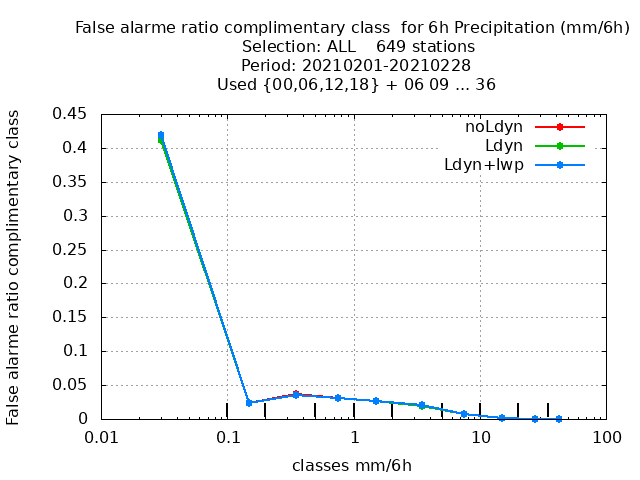 False alarme ratio complimentary class  for 6h Precipitation (mm/6h)
Selection: ALL    649 stations
Period: 20210201-20210228
Used {00,06,12,18} + 06 09 ... 36
False alarme ratio complimentary class
0.45
0.4
0.35
0.3
0.25
0.2
0.15
0.1
0.05
0
noLdyn
Ldyn
Ldyn+lwp
0.01
0.1
1
10
100
classes mm/6h